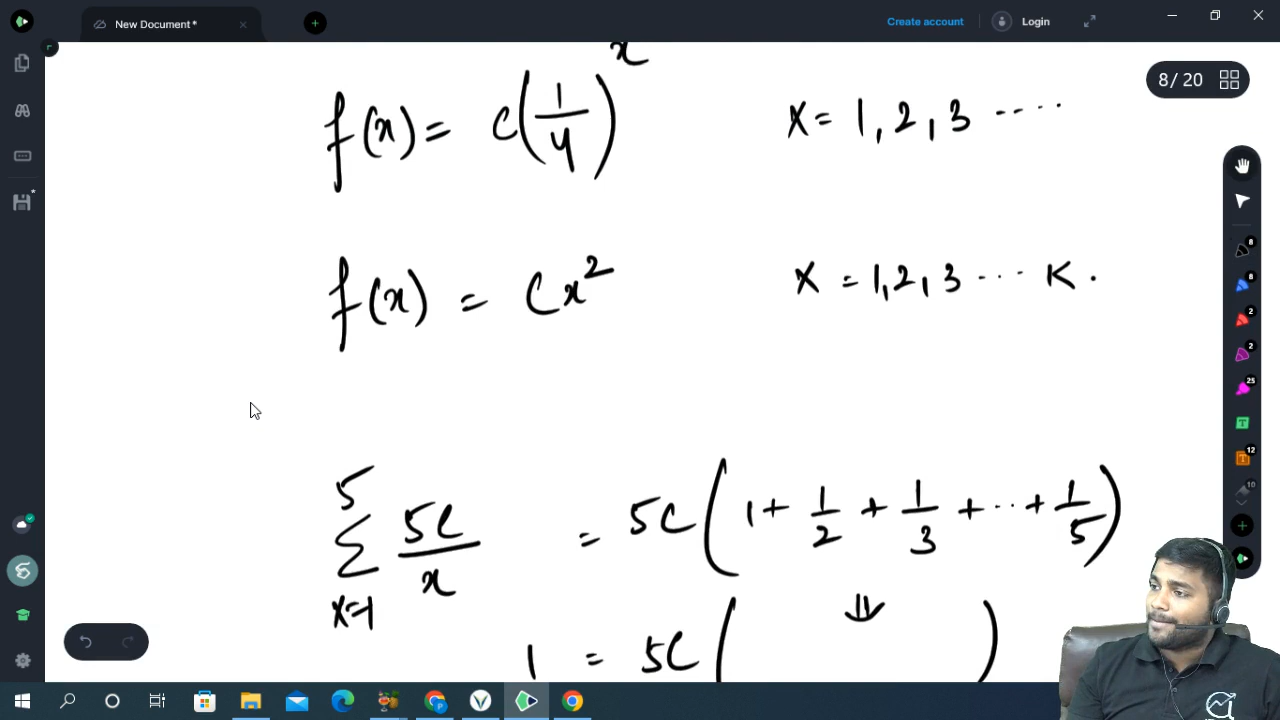 New Document*
Create account
Login
8/20
f(x) = c(1/4)^x    X = 1, 2, 3 ····
f(x) = Cx²    X = 1, 2, 3 ··· K.
5
Σ 5C/x = 5C(1 + 1/2 + 1/3 + ·· + 1/5)
x=1
1 = 5C(    ⇓    )